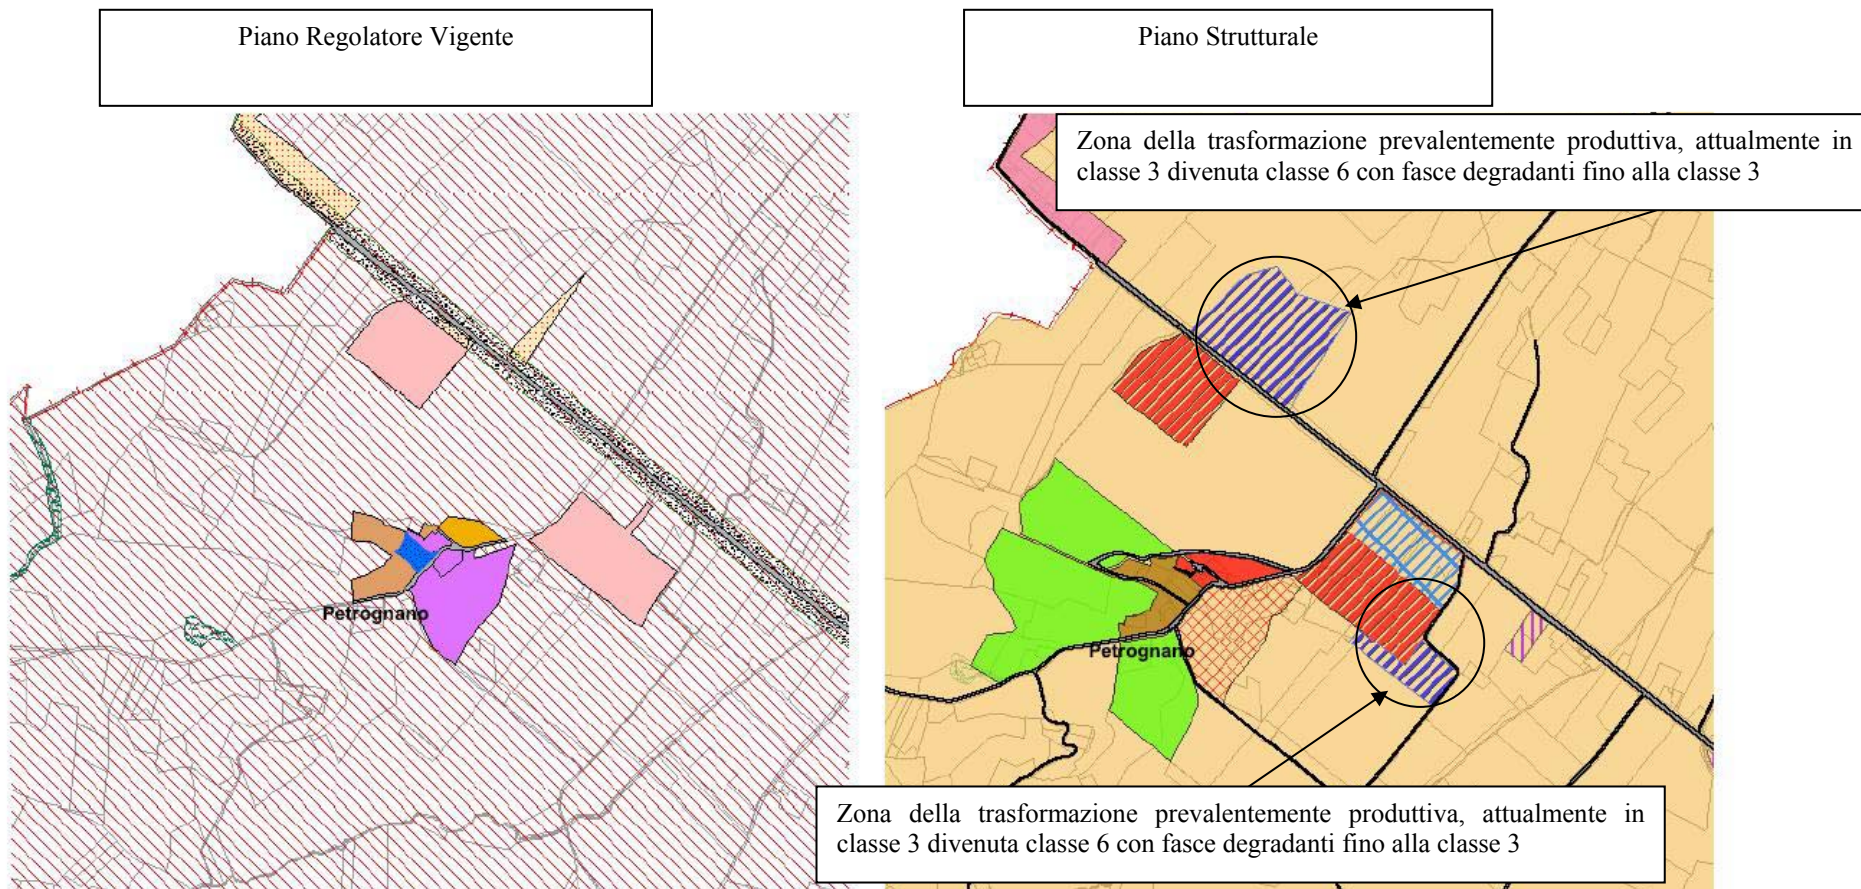 Piano Regolatore Vigente
Piano Strutturale
Zona della trasformazione prevalentemente produttiva, attualmente in
classe 3 divenuta classe 6 con fasce degradanti fino alla classe 3
Petrognano
Petrognano
Zona della trasformazione prevalentemente produttiva, attualmente in
classe 3 divenuta classe 6 con fasce degradanti fino alla classe 3